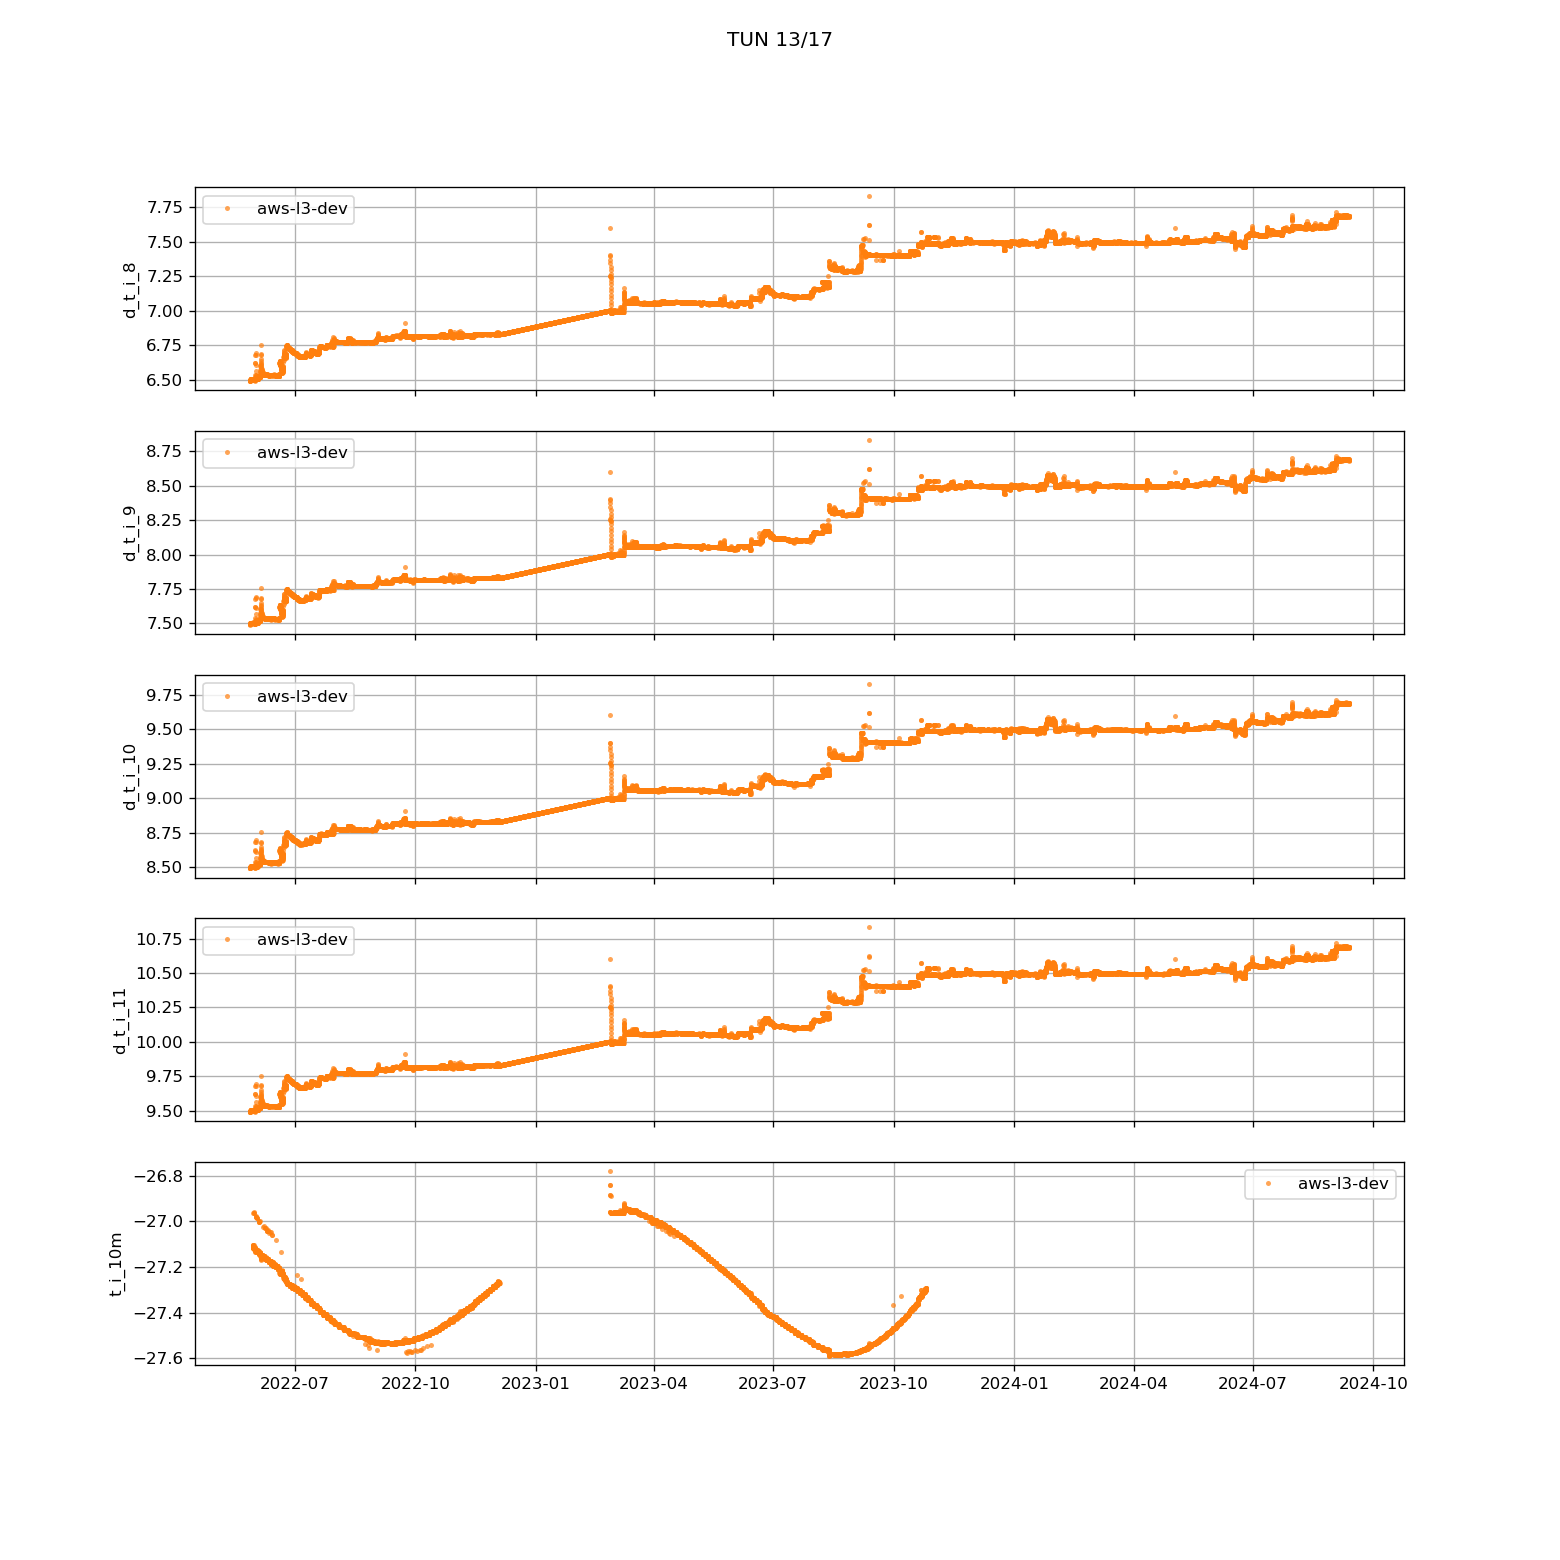 TUN 13/17
7.75
7.50
7.25
7.00
6.75
6.50
d_t_i_8
aws-l3-dev
8.75
8.50
8.25
8.00
7.75
7.50
d_t_i_9
aws-l3-dev
9.75
9.50
9.25
9.00
8.75
8.50
d_t_i_10
aws-l3-dev
10.75
10.50
10.25
10.00
9.75
9.50
d_t_i_11
aws-l3-dev
−26.8
−27.0
−27.2
−27.4
−27.6
t_i_10m
aws-l3-dev
2022-07 2022-10 2023-01 2023-04 2023-07 2023-10 2024-01 2024-04 2024-07 2024-10